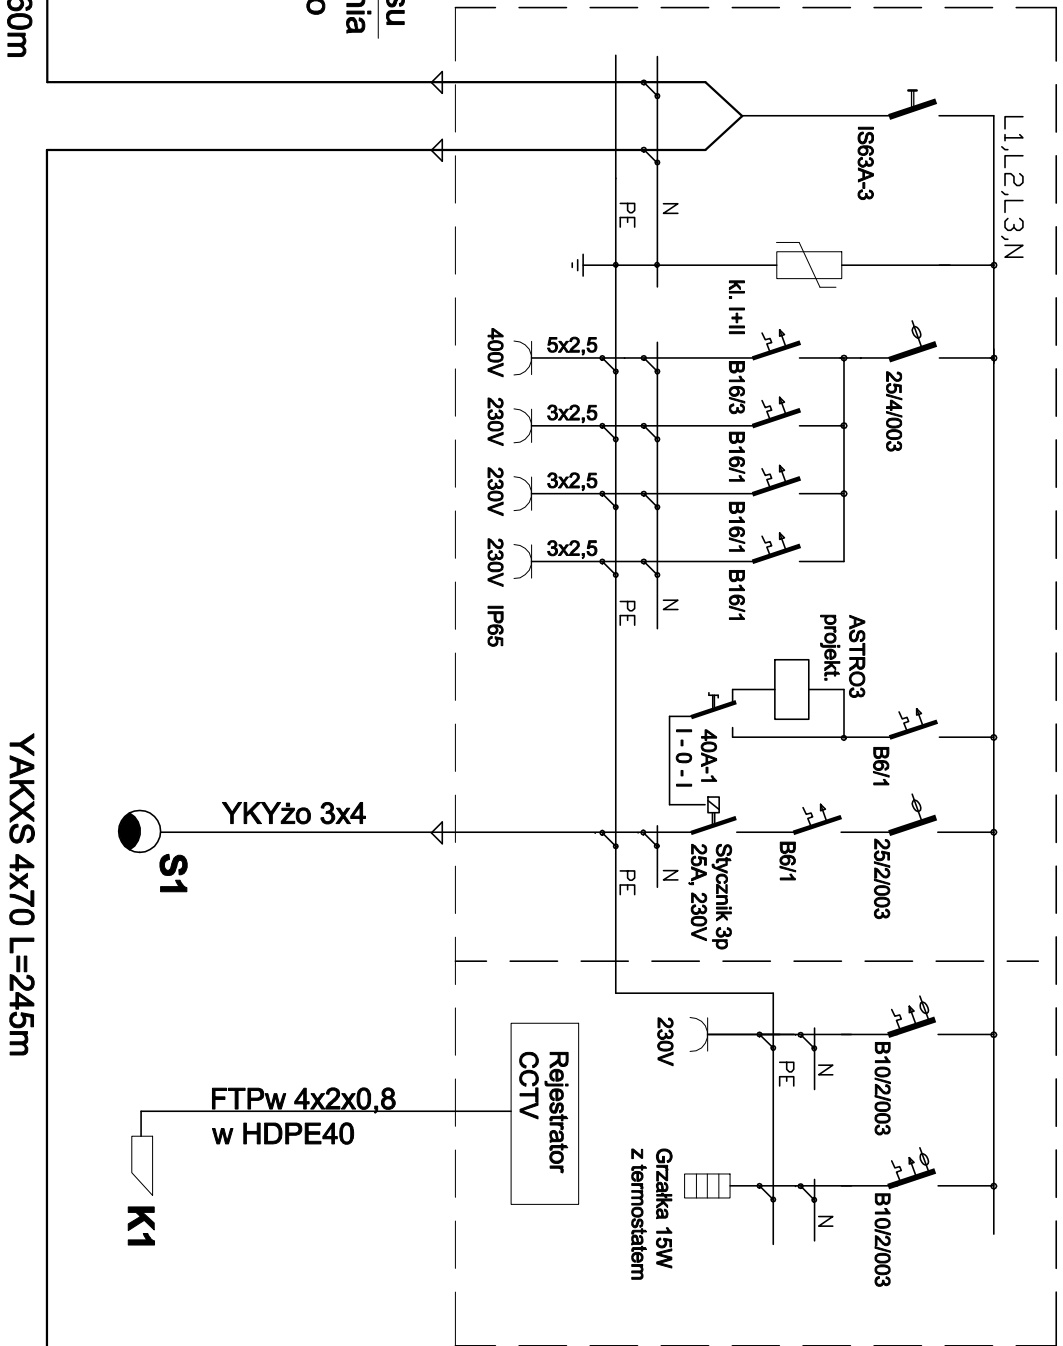 su
nia
o
60m
L1,L2,L3,N
IS63A-3
N
PE
kl. I+II
25/4/003
B16/3
B16/1
B16/1
B16/1
5x2,5
3x2,5
3x2,5
3x2,5
400V
230V
230V
230V
IP65
N
PE
ASTRO3
projekt.
B6/1
40A-1
I - 0 - I
25/2/003
B6/1
Stycznik 3p
25A, 230V
N
PE
YKYżo 3x4
S1
B10/2/003
N
PE
230V
B10/2/003
N
Grzałka 15W
z termostatem
Rejestrator
CCTV
FTPw 4x2x0,8
w HDPE40
K1
YAKXS 4x70 L=245m